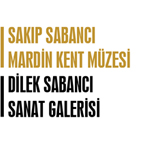 SAKIP SABANCI
MARDİN KENT MÜZESİ
DİLEK SABANCI
SANAT GALERİSİ